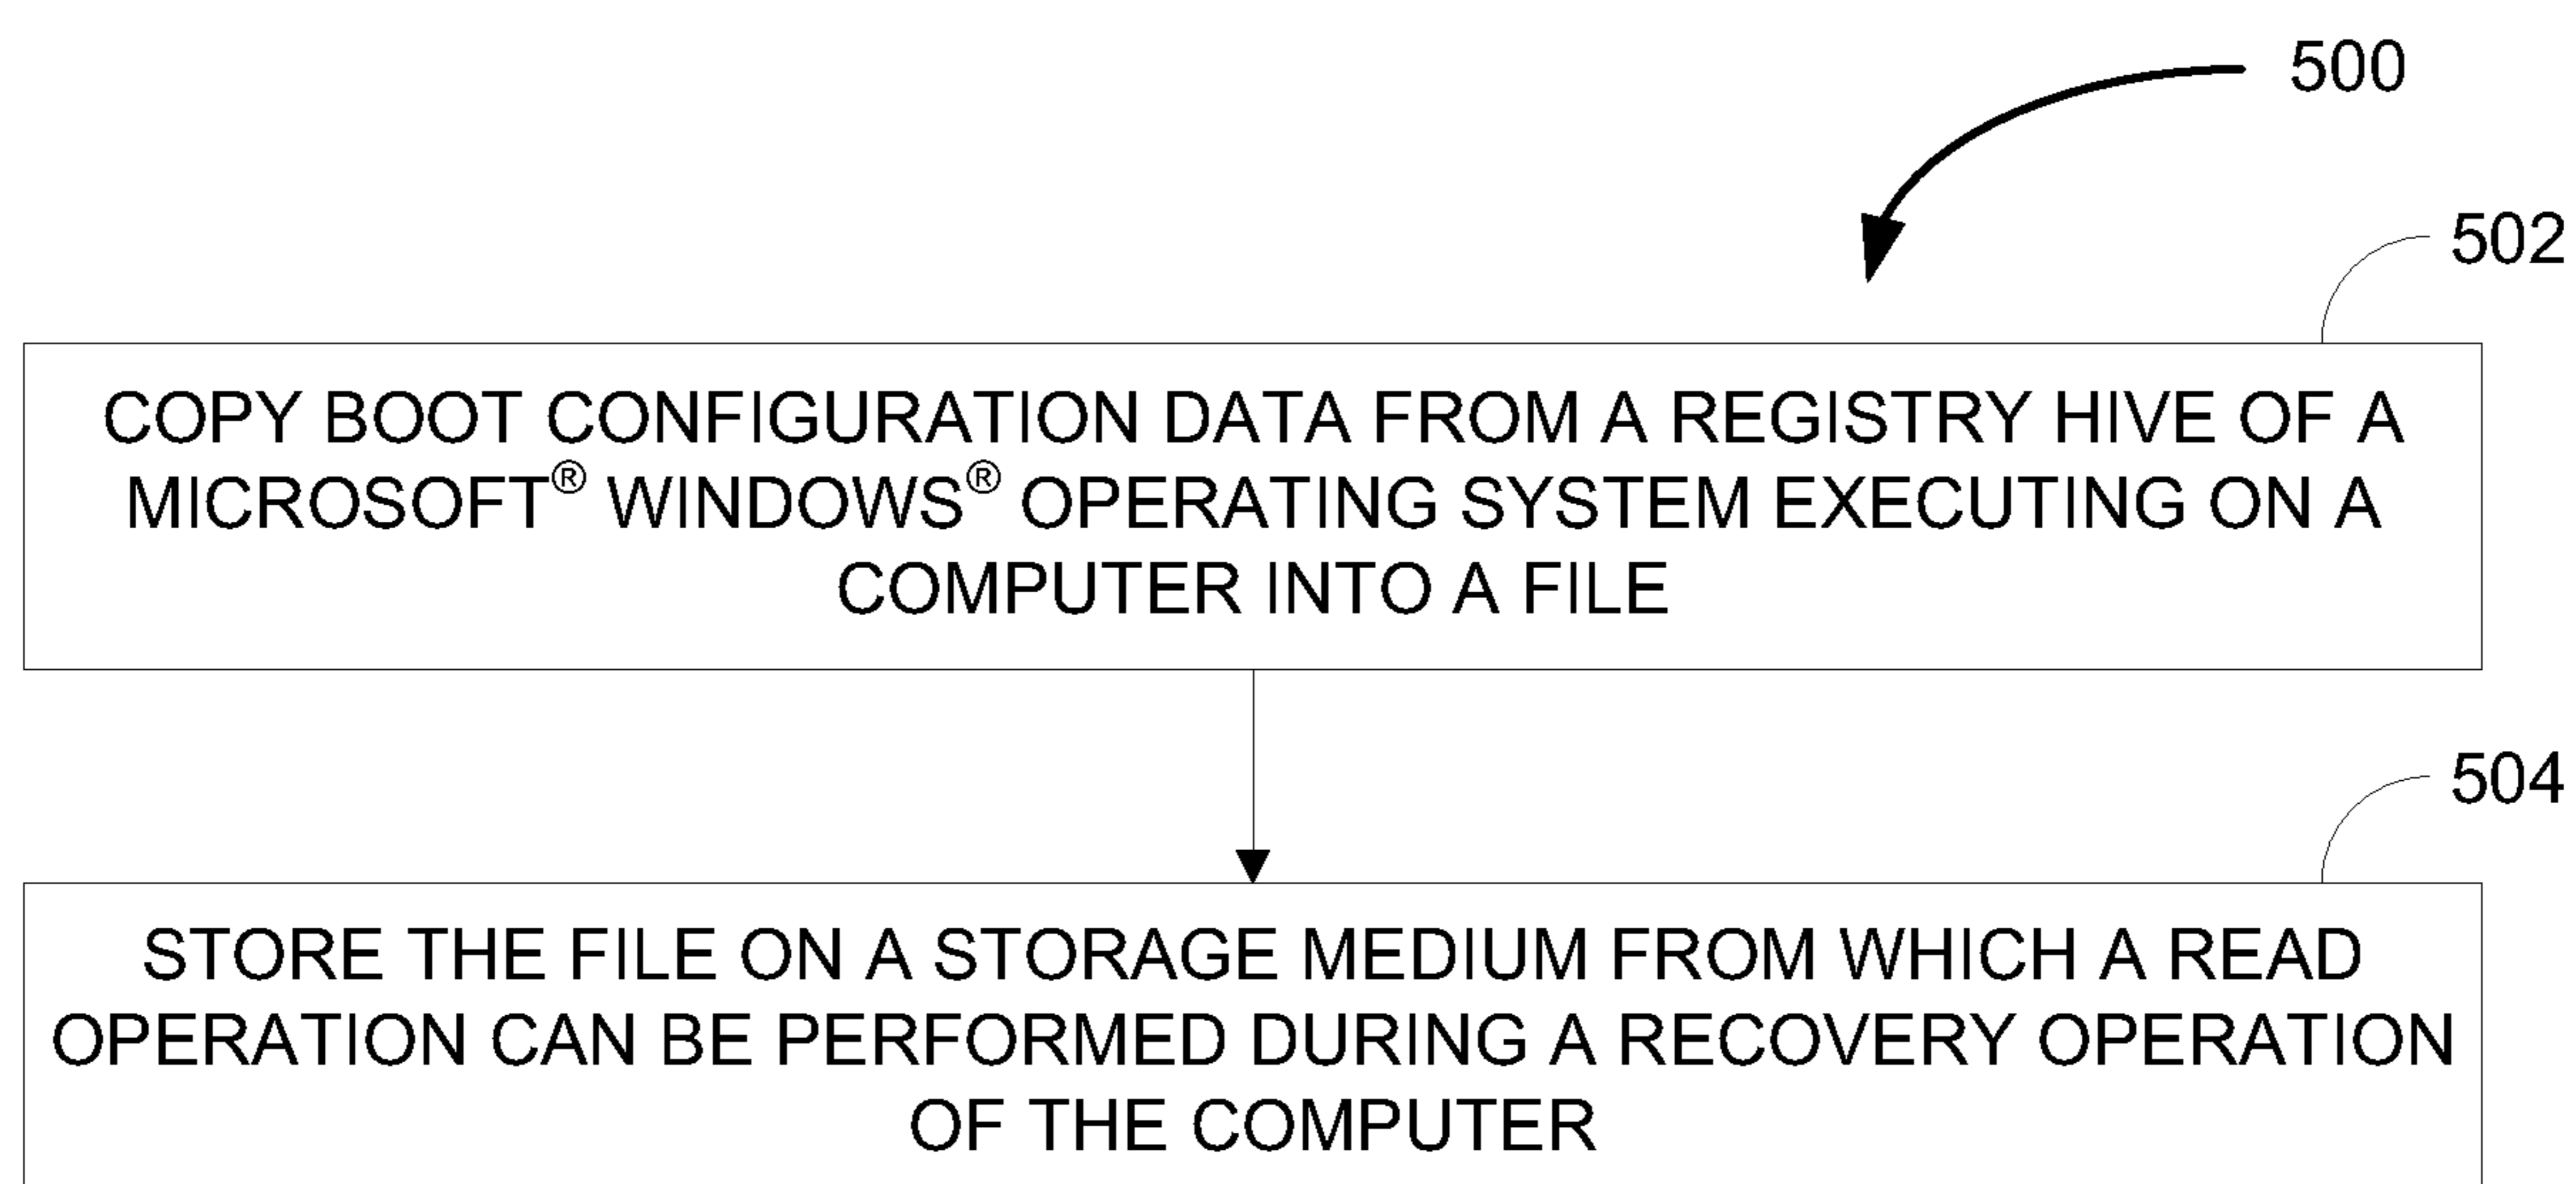 500
502
COPY BOOT CONFIGURATION DATA FROM A REGISTRY HIVE OF A
MICROSOFT® WINDOWS® OPERATING SYSTEM EXECUTING ON A
COMPUTER INTO A FILE
504
STORE THE FILE ON A STORAGE MEDIUM FROM WHICH A READ
OPERATION CAN BE PERFORMED DURING A RECOVERY OPERATION
OF THE COMPUTER